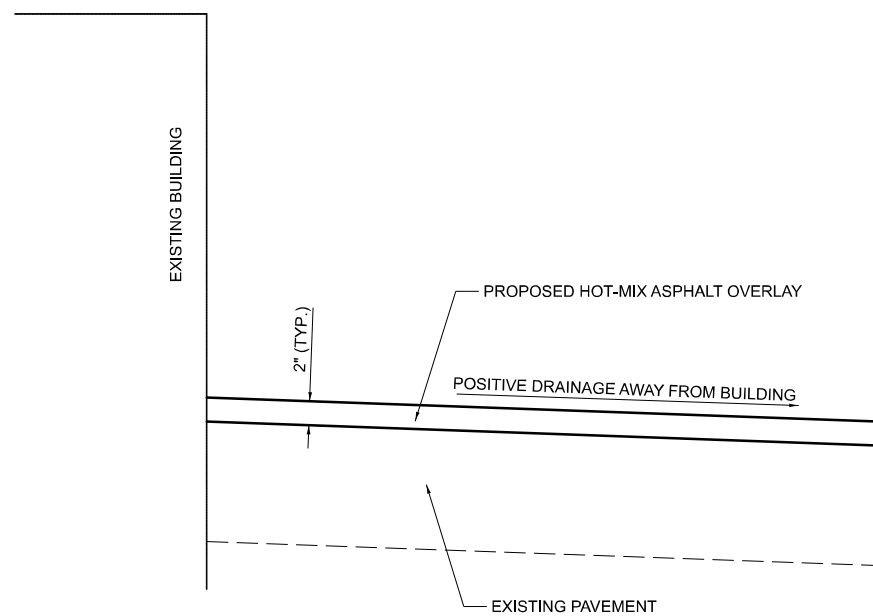 EXISTING BUILDING
PROPOSED HOT-MIX ASPHALT OVERLAY
2" (TYP.)
POSITIVE DRAINAGE AWAY FROM BUILDING
EXISTING PAVEMENT